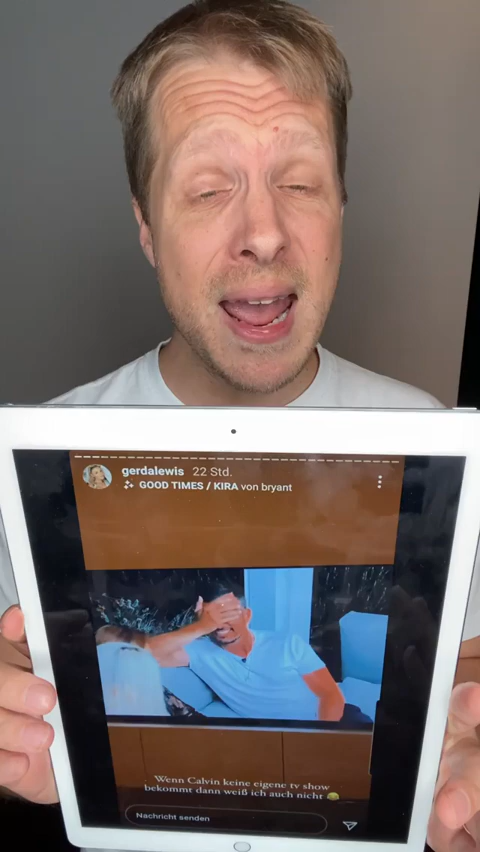 gerdalewis 22 Std.
GOOD TIMES / KIRA von bryant
Wenn Calvin keine eigene tv show
bekommt dann weiß ich auch nicht
Nachricht senden